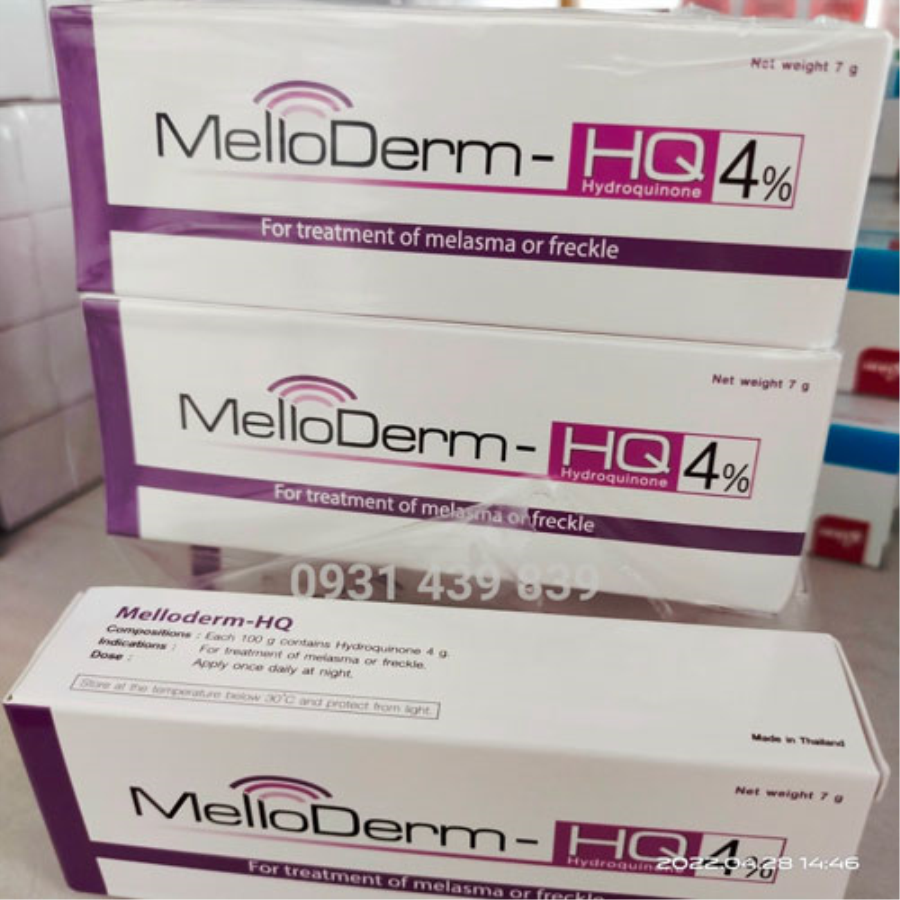 Net weight 7 g
MelloDerm-HQ 4%
Hydroquinone
For treatment of melasma or freckle
Net weight 7 g
MelloDerm-HQ 4%
Hydroquinone
For treatment of melasma or freckle
0931 439 839
Melloderm-HQ
Compositions : Each 100 g contains Hydroquinone 4 g.
Indications : For treatment of melasma or freckle.
Dose : Apply once daily at night.
Store at the temperature below 30°C and protect from light.
Made in Thailand
Net weight 7 g
MelloDerm-HQ 4%
Hydroquinone
2022.04.28 14:46
For treatment of melasma or freckle